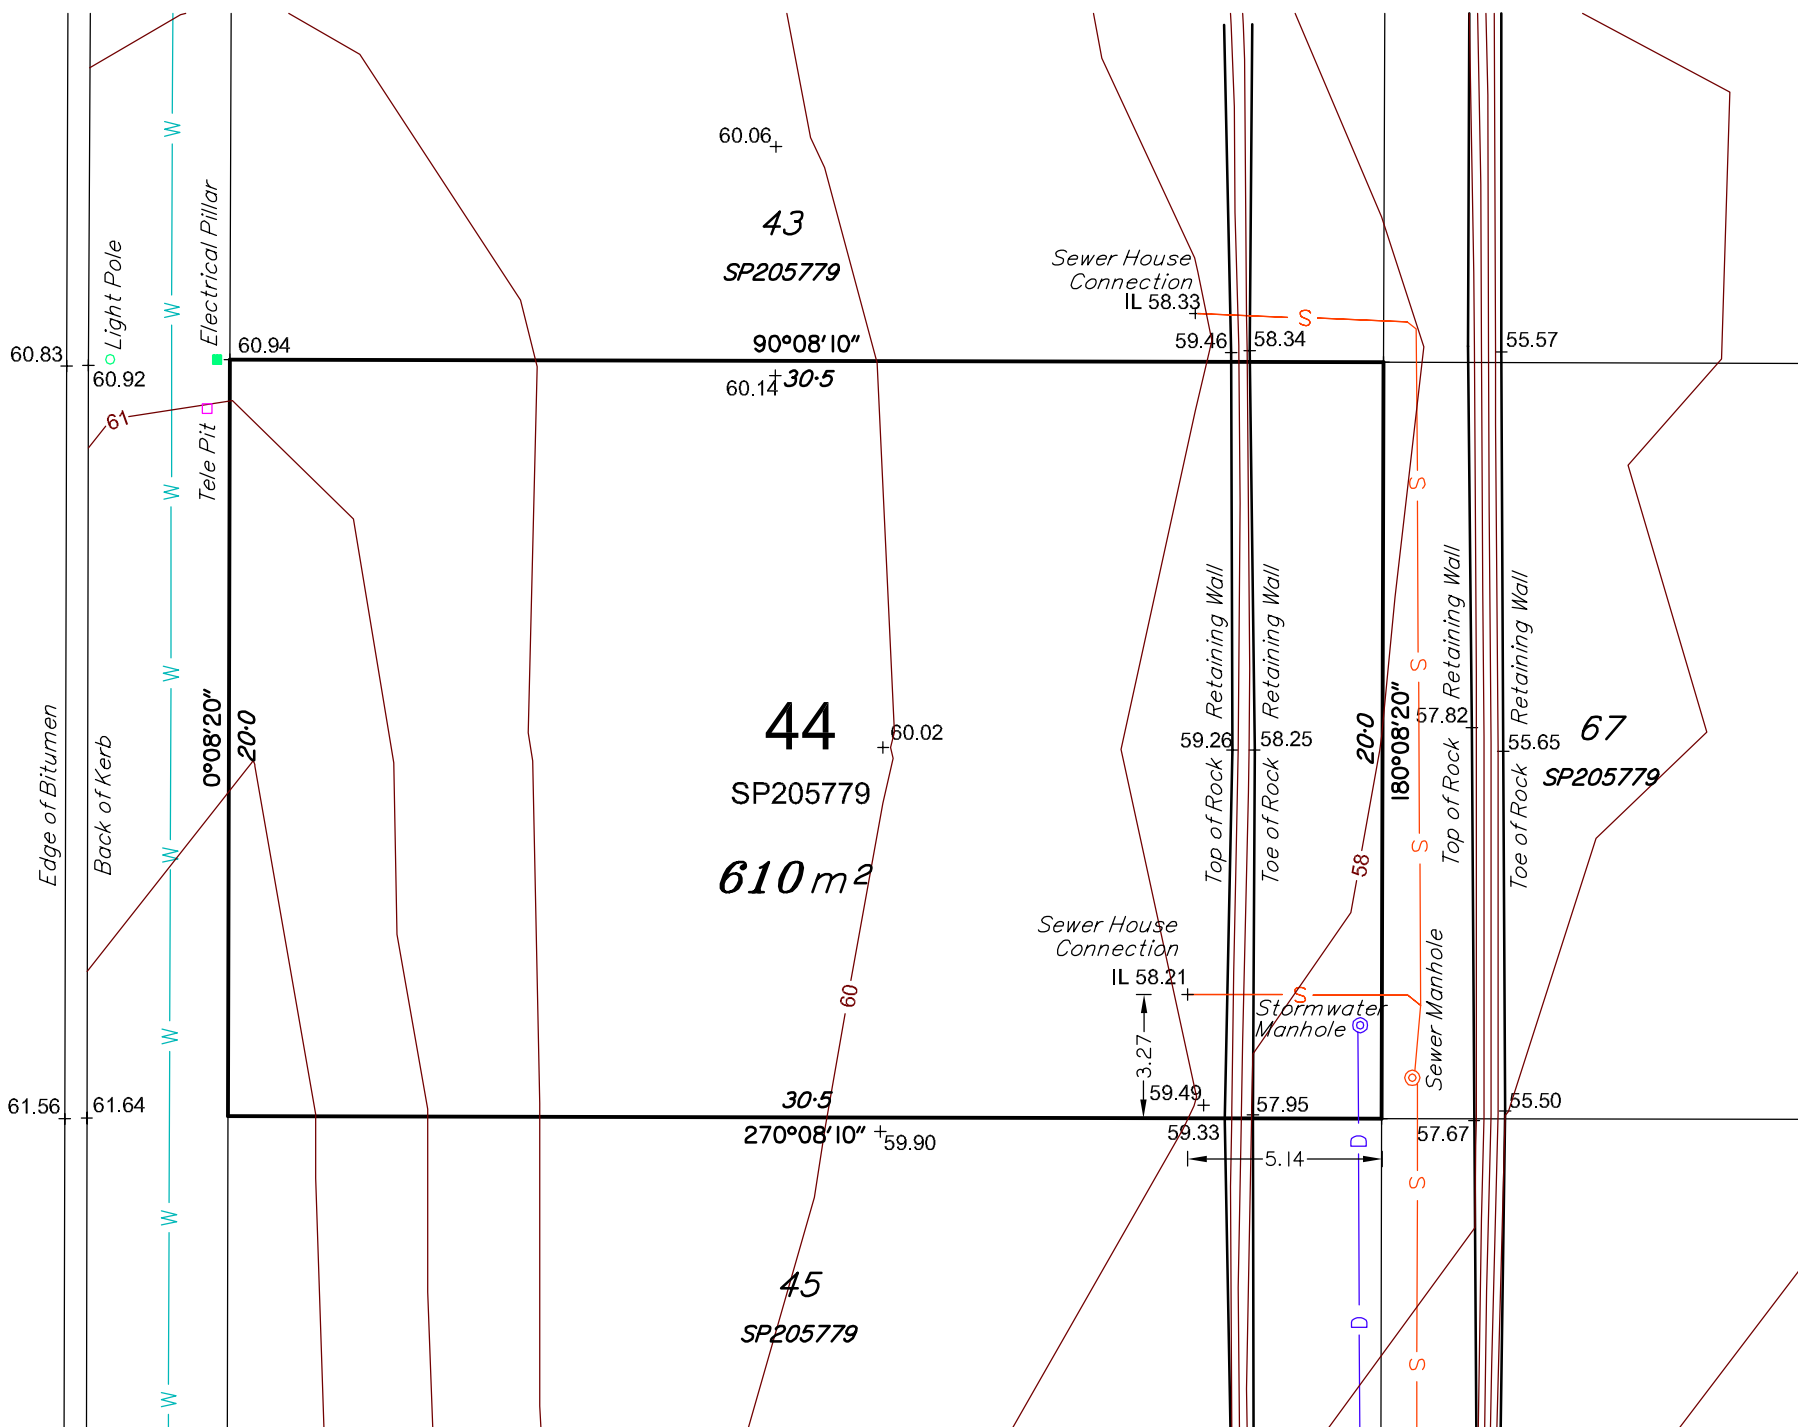 W
60.06
43
SP205779
Light Pole
Electrical Pillar
W
Sewer House
Connection
IL 58.33
S
60.83
60.92
60.94
90°08'10"
60.14
30·5
59.46
58.34
55.57
61
Tele Pit
W
S
W
0°08'20"
20·0
44
60.02
SP205779
610 m²
59.26
58.25
Top of Rock Retaining Wall
Toe of Rock Retaining Wall
20·0
180°08'20"
S
57.82
Top of Rock Retaining Wall
Toe of Rock Retaining Wall
55.65
67
SP205779
Edge of Bitumen
Back of Kerb
W
58
S
Sewer House
Connection
IL 58.21
S
60
W
Stormwater
Manhole
Sewer Manhole
3.27
61.56
61.64
30·5
270°08'10"
59.90
59.49
59.33
57.95
57.67
55.50
5.14
D
S
W
45
SP205779
D
S
W